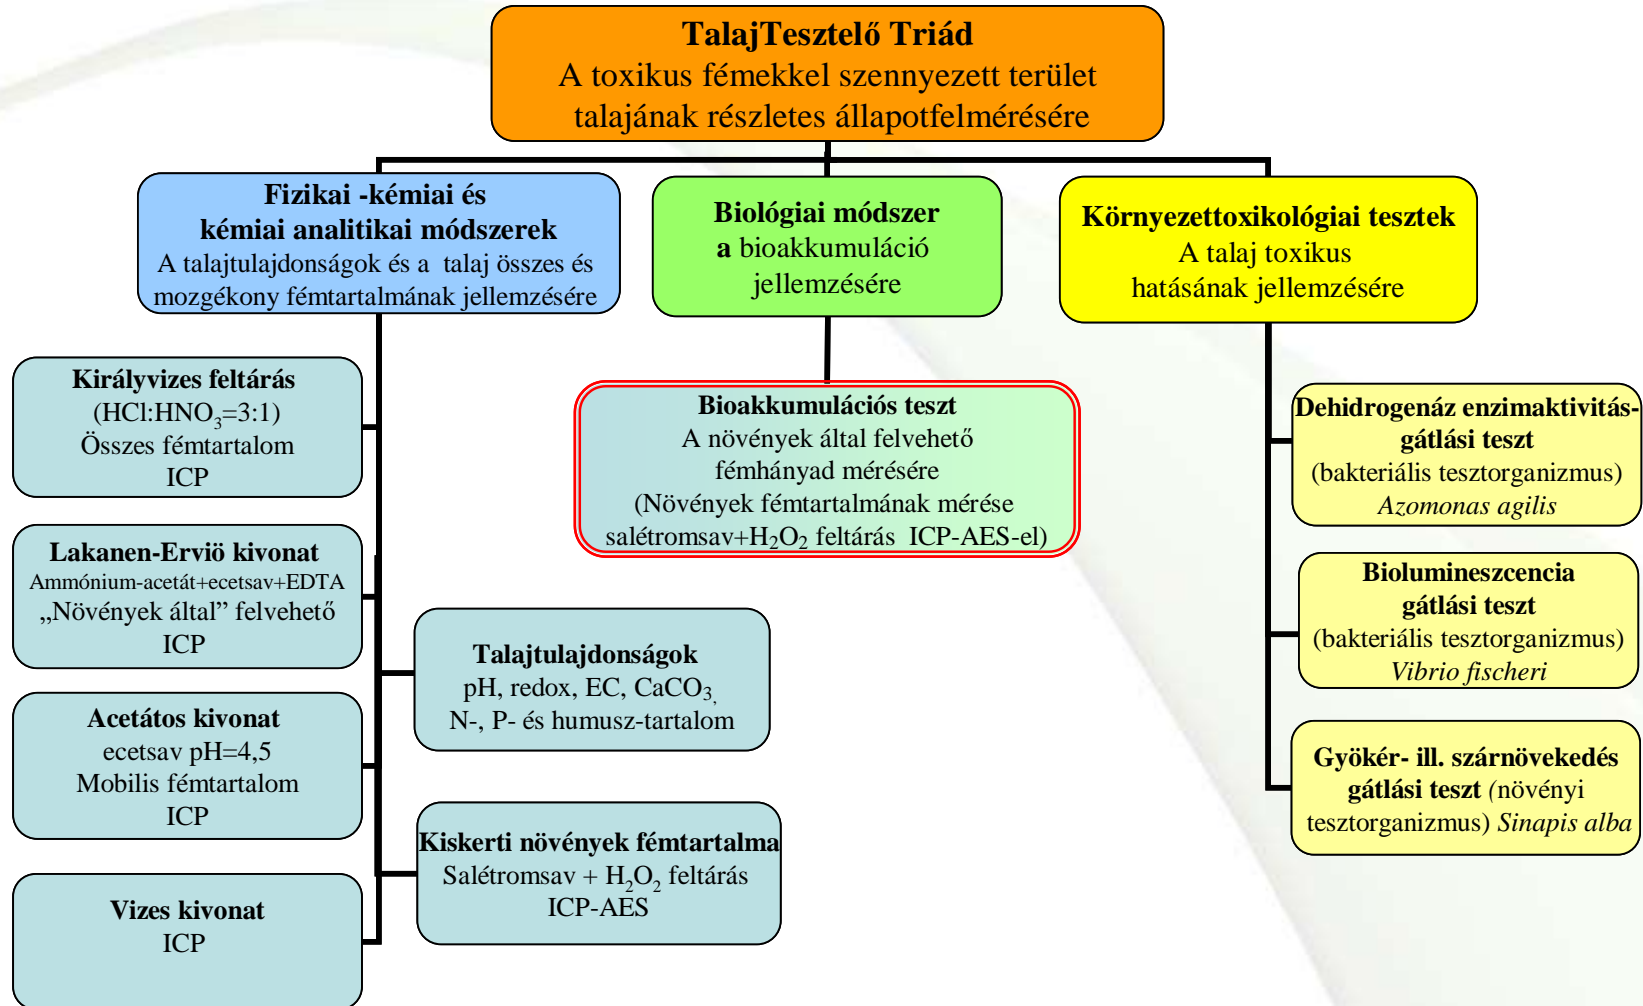 TalajTesztelő Triád
A toxikus fémekkel szennyezett terület
talajának részletes állapotfelmérésére
Fizikai -kémiai és
kémiai analitikai módszerek
A talajtulajdonságok és a talaj összes és
mozgékony fémtartalmának jellemzésére
Biológiai módszer
a bioakkumuláció
jellemzésére
Környezettoxikológiai tesztek
A talaj toxikus
hatásának jellemzésére
Királyvizes feltárás
(HCl:HNO₃=3:1)
Összes fémtartalom
ICP
Lakanen-Erviö kivonat
Ammónium-acetát+ecetsav+EDTA
„Növények által” felvehető
ICP
Acetátos kivonat
ecetsav pH=4,5
Mobilis fémtartalom
ICP
Vizes kivonat
ICP
Talajtulajdonságok
pH, redox, EC, CaCO₃,
N-, P- és humusz-tartalom
Kiskerti növények fémtartalma
Salétromsav + H₂O₂ feltárás
ICP-AES
Bioakkumulációs teszt
A növények által felvehető
fémhányad mérésére
(Növények fémtartalmának mérése
salétromsav+H₂O₂ feltárás ICP-AES-el)
Dehidrogenáz enzimaktivitás-
gátlási teszt
(bakteriális tesztorganizmus)
Azomonas agilis
Biolumineszcencia
gátlási teszt
(bakteriális tesztorganizmus)
Vibrio fischeri
Gyökér- ill. szárnövekedés
gátlási teszt (növényi
tesztorganizmus) Sinapis alba